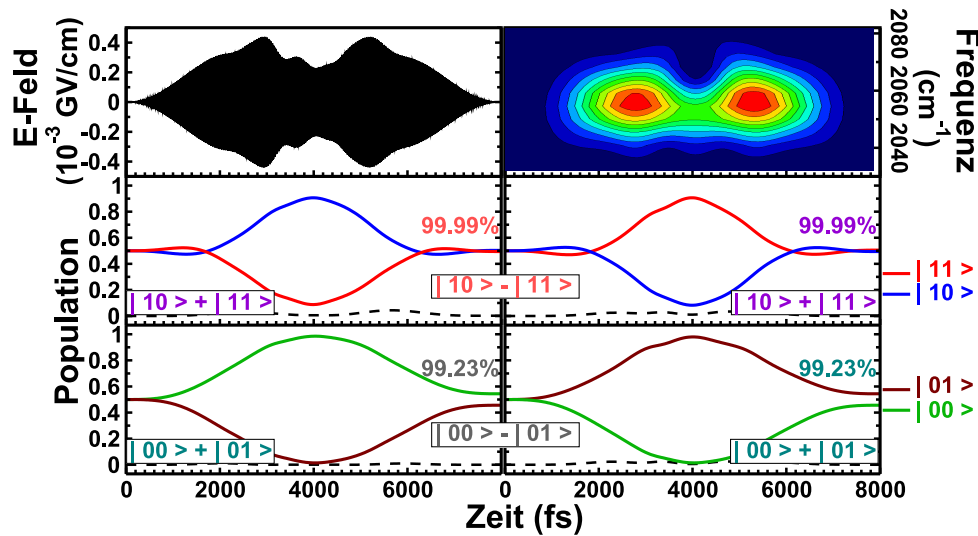 E-Feld
(10⁻³ GV/cm)
0.4
0.2
0
-0.2
-0.4
2080
2060
2040
Frequenz
(cm⁻¹)
Population
1
0.8
0.6
0.4
0.2
0
99.99%
99.99%
| 10 > + | 11 >
| 10 > - | 11 >
| 10 > + | 11 >
| 11 >
| 10 >
0.8
0.6
0.4
0.2
0
99.23%
99.23%
| 00 > + | 01 >
| 00 > - | 01 >
| 00 > + | 01 >
| 01 >
| 00 >
0 2000 4000 6000 0 2000 4000 6000 8000
Zeit (fs)